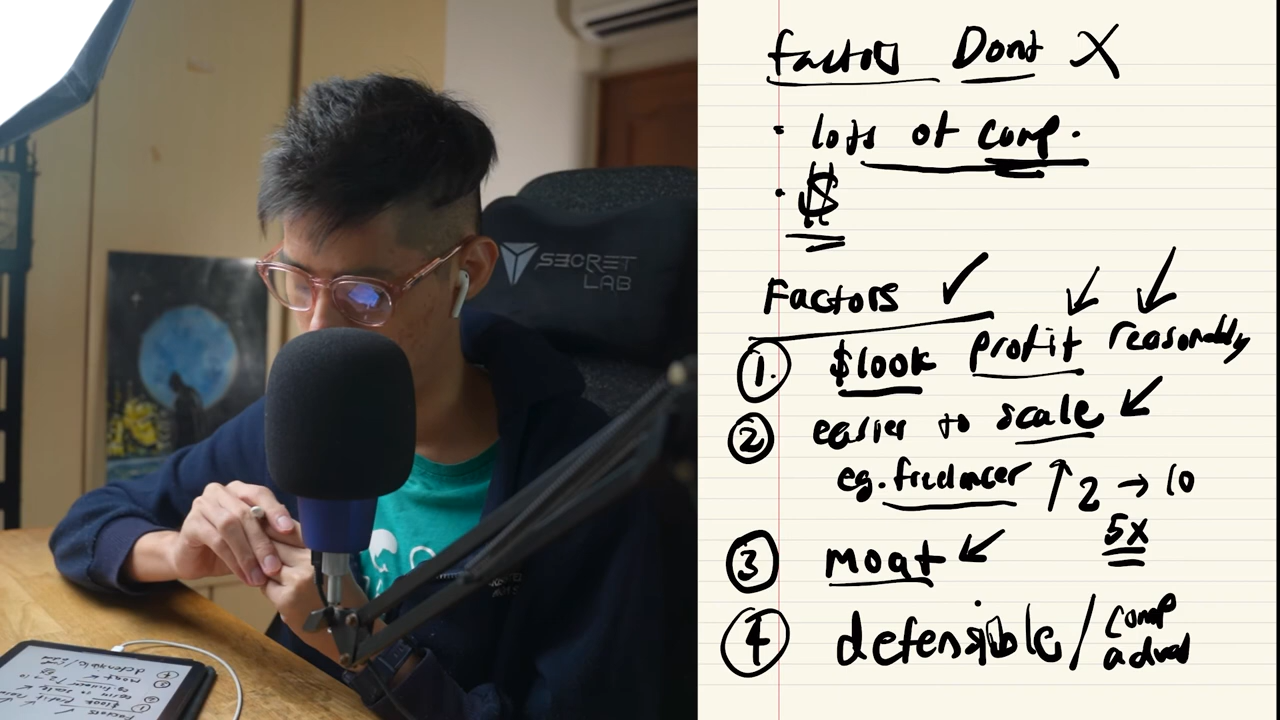 SECRET
LAB
factors Dont X
• lots of comp.
• $
Factors ✓
1. $100k profit reasonably
2 easier to scale
eg. freelancer ↑ 2 → 10
5x
3 moat
4 defensible / comp
advad